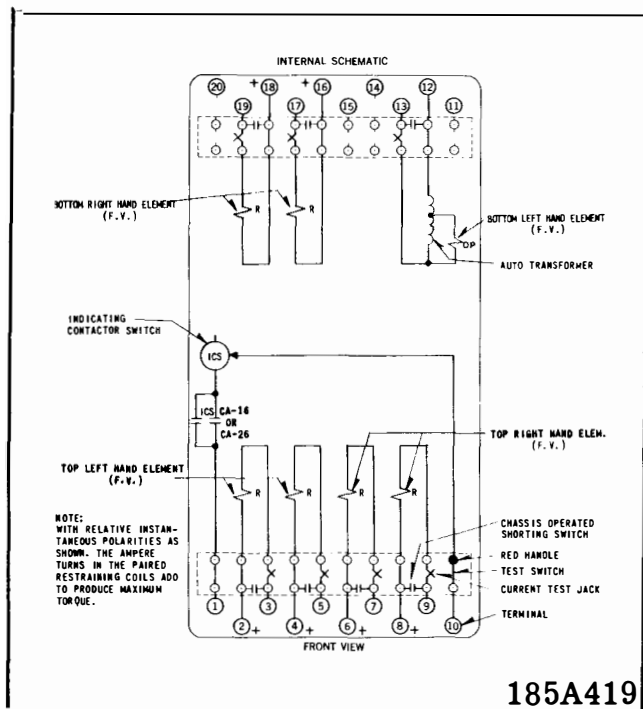 INTERNAL SCHEMATIC
+ +
20 18 16 14 12
19 17 15 13 11
BOTTOM RIGHT HAND ELEMENT
(F.V.)
R R
BOTTOM LEFT HAND ELEMENT
(F.V.)
OP
AUTO TRANSFORMER
INDICATING
CONTACTOR SWITCH
ICS
ICS CA-16
OR
CA-26
TOP LEFT HAND ELEMENT
(F.V.)
TOP RIGHT HAND ELEM.
(F.V.)
R R R R
NOTE:
WITH RELATIVE INSTAN-
TANEOUS POLARITIES AS
SHOWN. THE AMPERE
TURNS IN THE PAIRED
RESTRAINING COILS ADD
TO PRODUCE MAXIMUM
TORQUE.
CHASSIS OPERATED
SHORTING SWITCH
RED HANDLE
TEST SWITCH
CURRENT TEST JACK
TERMINAL
1 3 5 7 9
2 + 4 + 6 + 8 + 10
FRONT VIEW
185A419